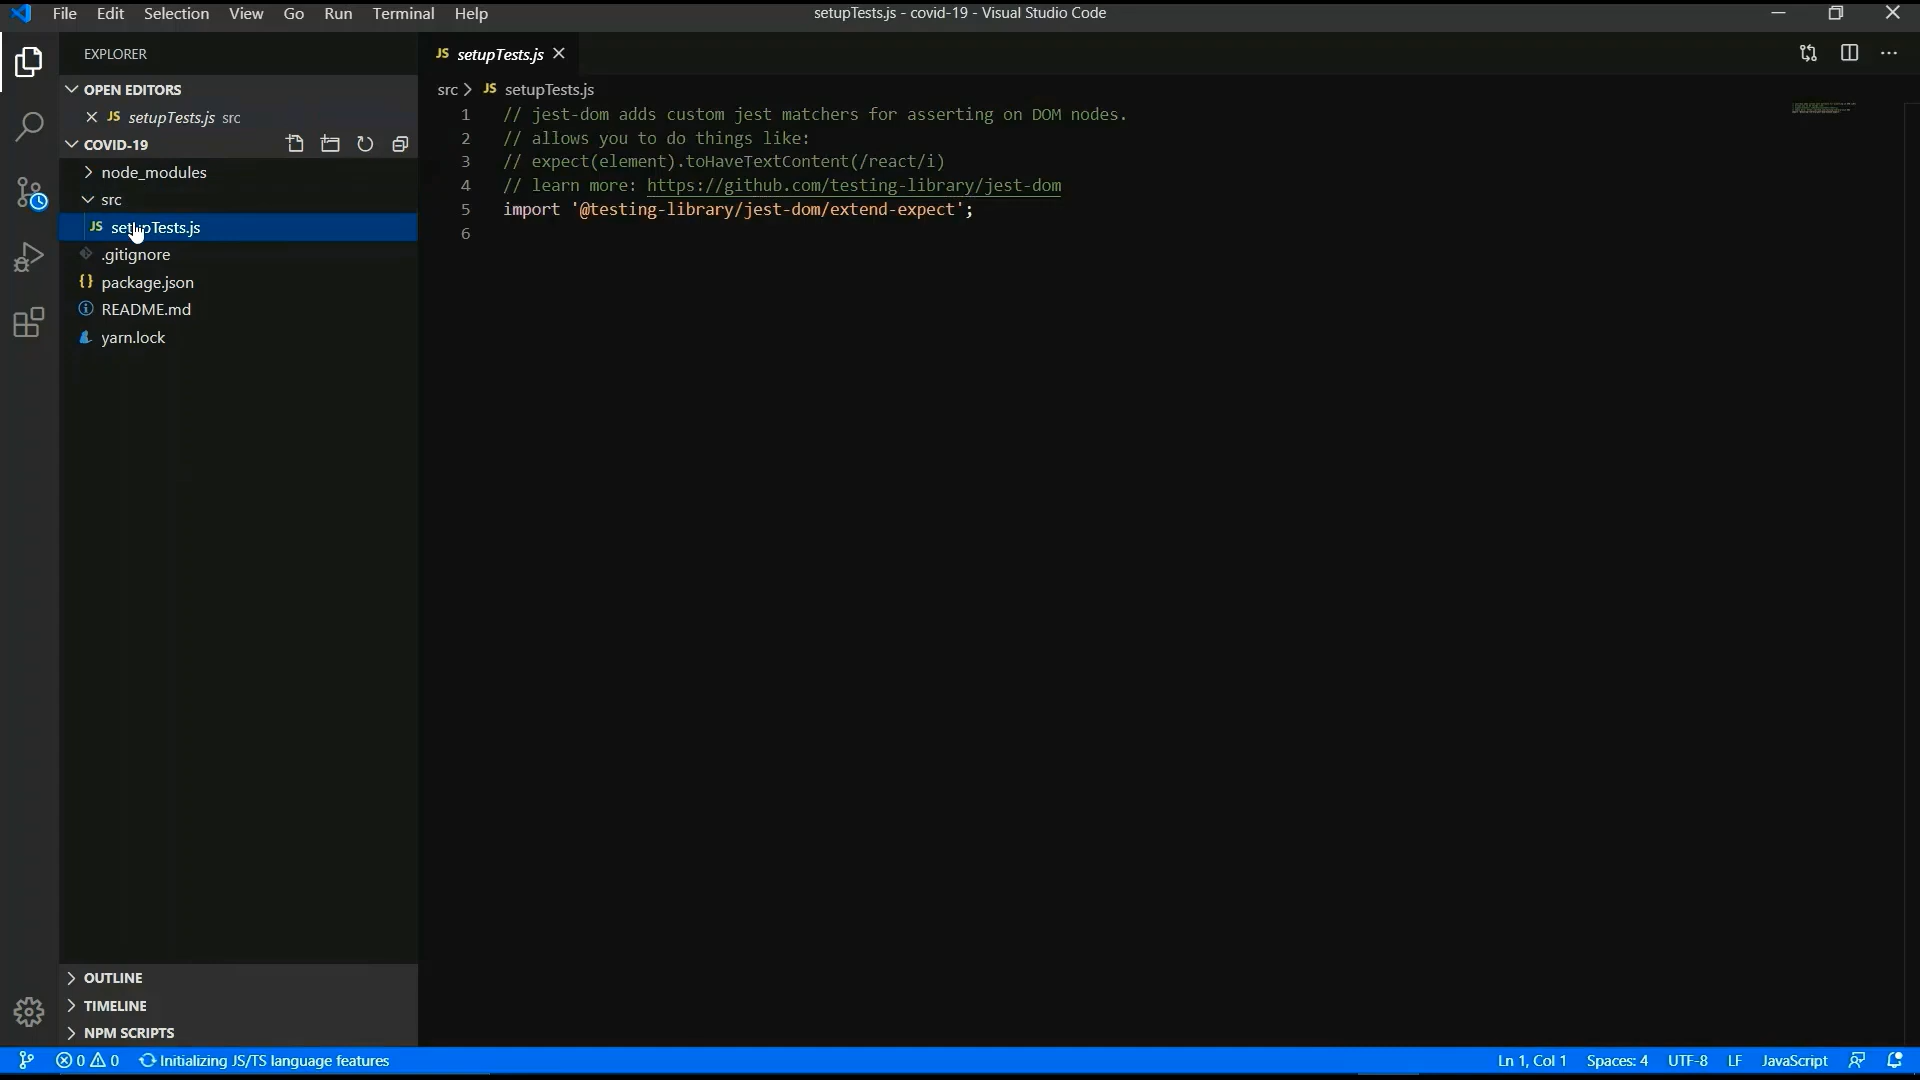 File Edit Selection View Go Run Terminal Help
setupTests.js - covid-19 - Visual Studio Code
EXPLORER
OPEN EDITORS
JS setupTests.js src
COVID-19
node_modules
src
JS setupTests.js
.gitignore
{} package.json
README.md
yarn.lock
OUTLINE
TIMELINE
NPM SCRIPTS
JS setupTests.js
src > JS setupTests.js
1 // jest-dom adds custom jest matchers for asserting on DOM nodes.
2 // allows you to do things like:
3 // expect(element).toHaveTextContent(/react/i)
4 // learn more: https://github.com/testing-library/jest-dom
5 import '@testing-library/jest-dom/extend-expect';
6
0 0 Initializing JS/TS language features
Ln 1, Col 1 Spaces: 4 UTF-8 LF JavaScript